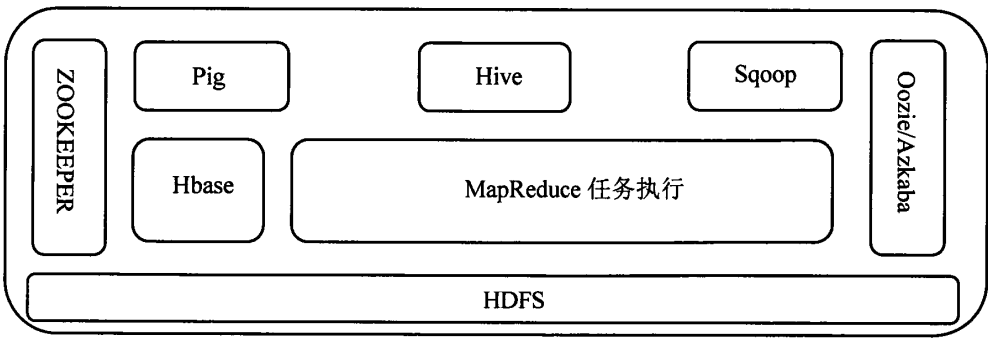 ZOOKEEPER
Pig
Hive
Sqoop
Oozie/Azkaba
Hbase
MapReduce 任务执行
HDFS